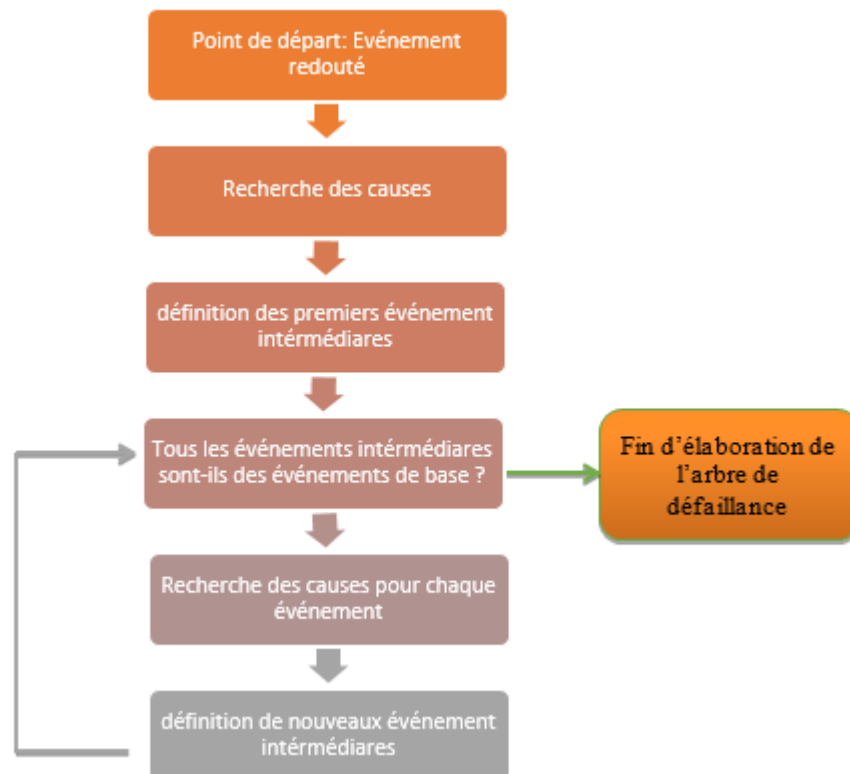 Point de départ: Evénement
redouté
Recherche des causes
définition des premiers événement
intérmédiares
Tous les événements intérmédiares
sont-ils des événements de base ?
Fin d'élaboration de
l'arbre de
défaillance
Recherche des causes pour chaque
événement
définition de nouveaux événement
intérmédiares